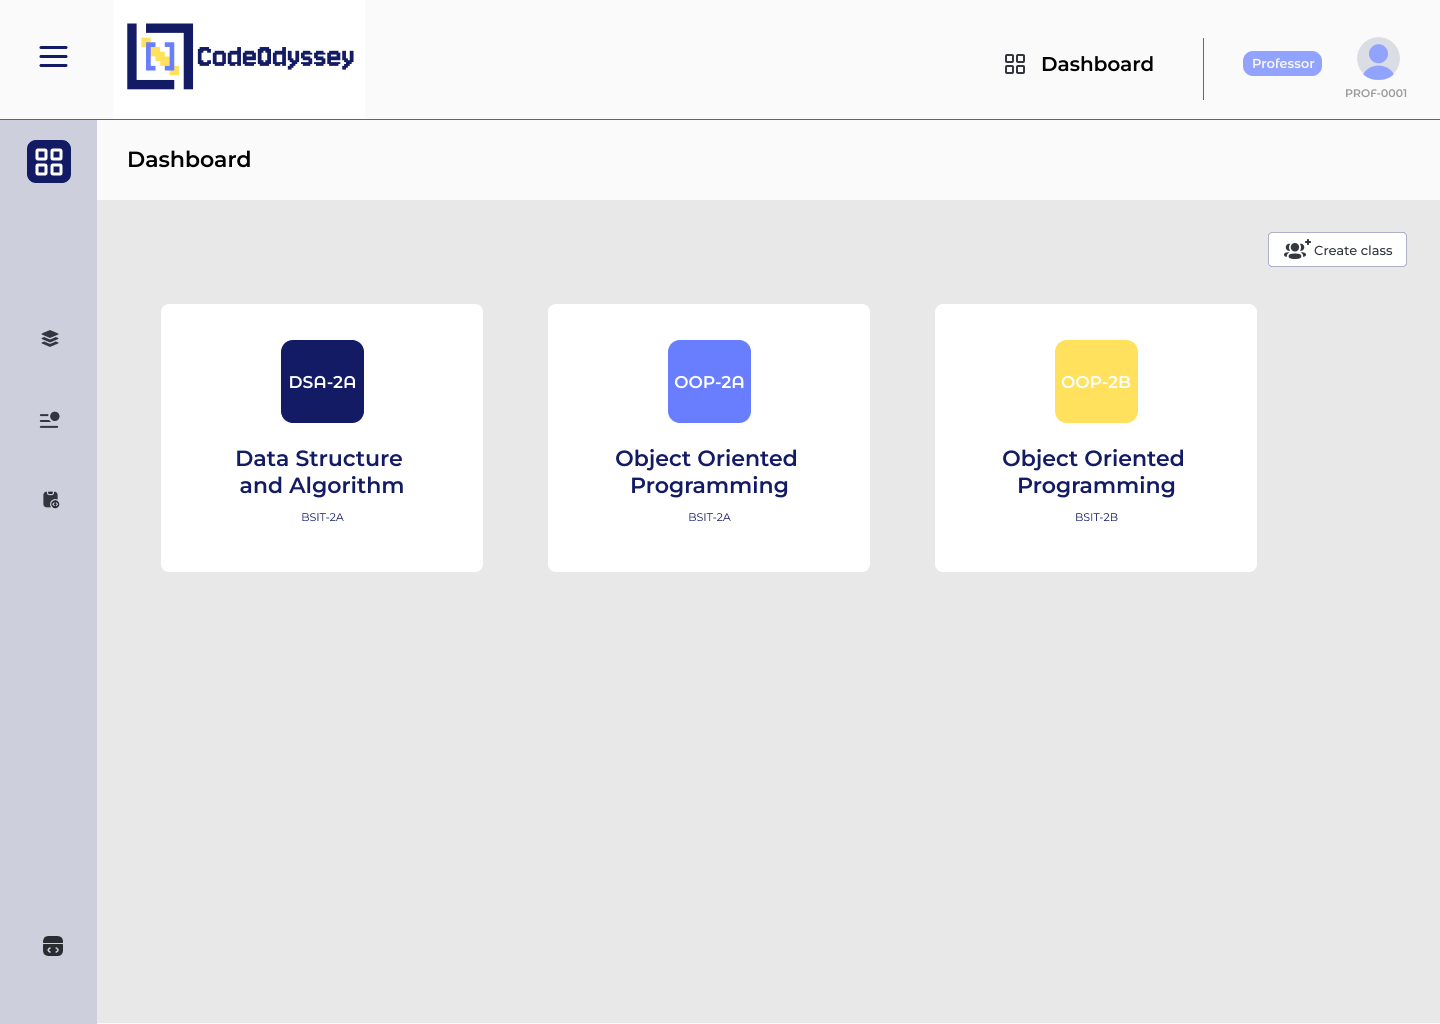 CodeOdyssey
Dashboard
Professor
PROF-0001
Dashboard
Create class
DSA-2A
Data Structure
and Algorithm
BSIT-2A
OOP-2A
Object Oriented
Programming
BSIT-2A
OOP-2B
Object Oriented
Programming
BSIT-2B